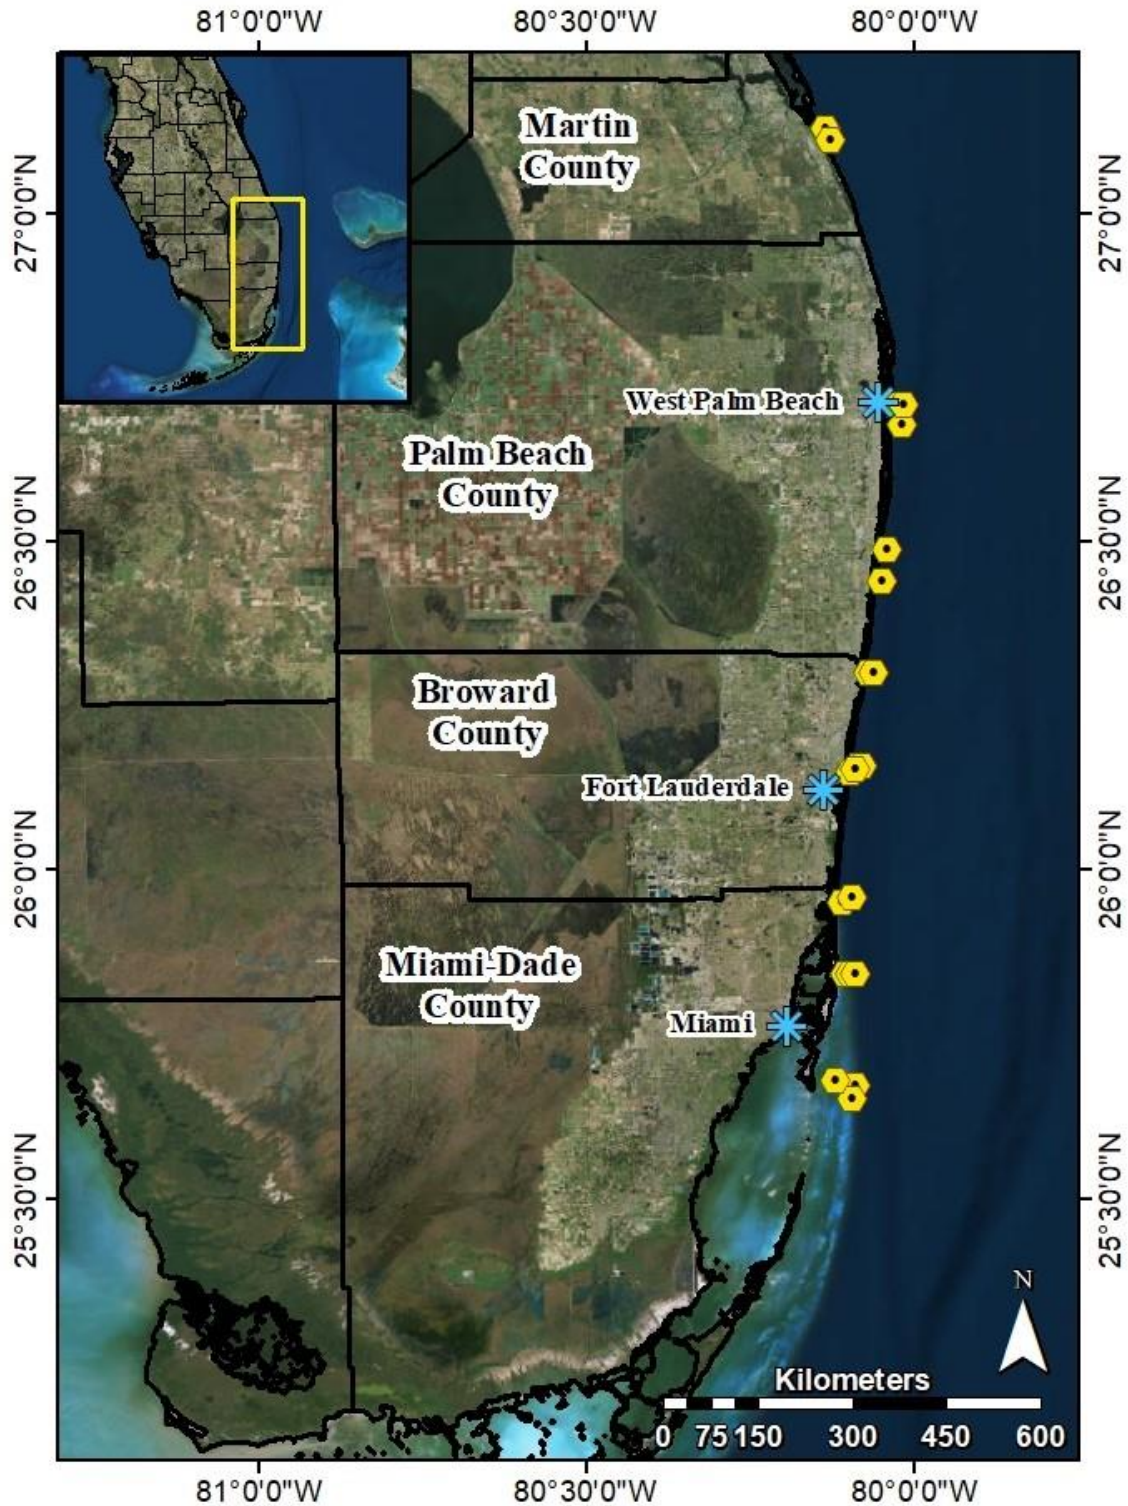 81°0'0"W 80°30'0"W 80°0'0"W
27°0'0"N
27°0'0"N
Martin
County
West Palm Beach
Palm Beach
County
26°30'0"N
26°30'0"N
Broward
County
Fort Lauderdale
26°0'0"N
26°0'0"N
Miami-Dade
County
Miami
25°30'0"N
25°30'0"N
N
Kilometers
0 75 150 300 450 600
81°0'0"W 80°30'0"W 80°0'0"W